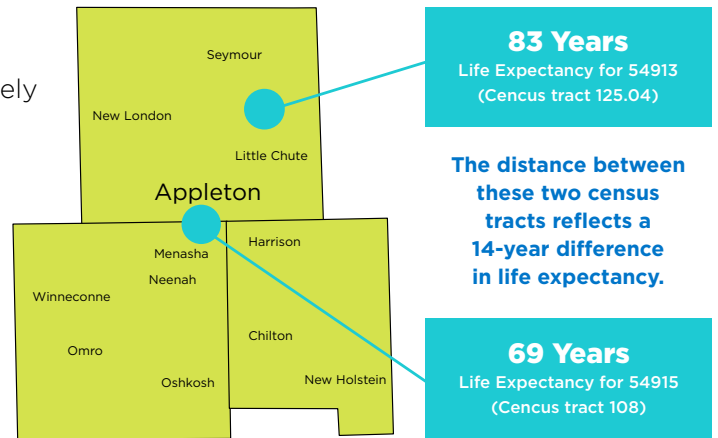 ely
Seymour
New London
Little Chute
Appleton
Menasha
Harrison
Neenah
Winneconne
Omro
Chilton
Oshkosh
New Holstein
83 Years
Life Expectancy for 54913
(Cencus tract 125.04)
The distance between
these two census
tracts reflects a
14-year difference
in life expectancy.
69 Years
Life Expectancy for 54915
(Cencus tract 108)